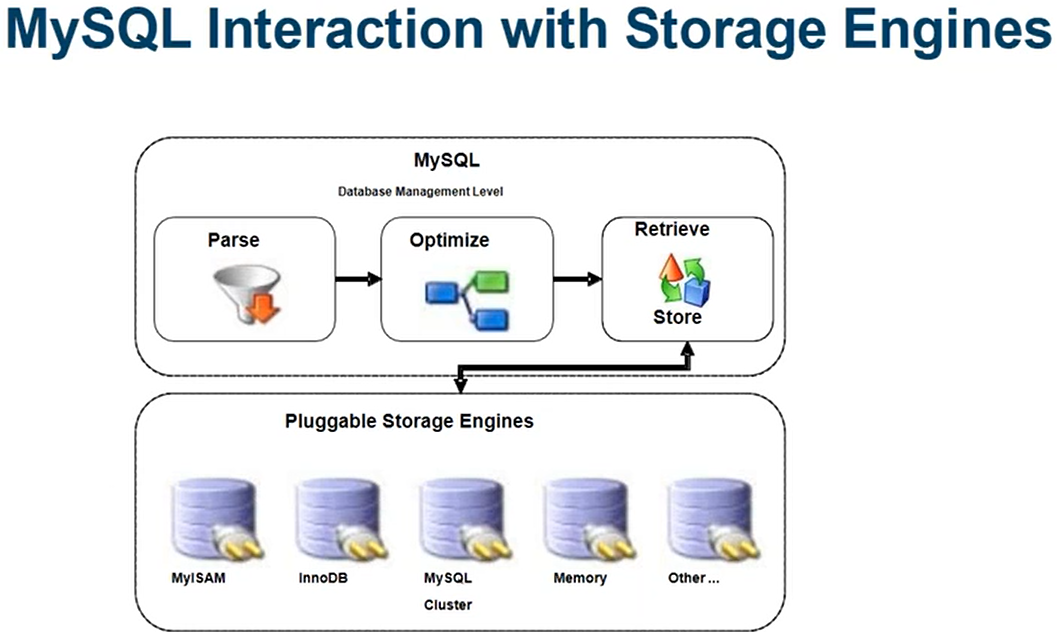 MySQL Interaction with Storage Engines
MySQL
Database Management Level
Parse
Optimize
Retrieve
Store
Pluggable Storage Engines
MyISAM
InnoDB
MySQL
Cluster
Memory
Other ...